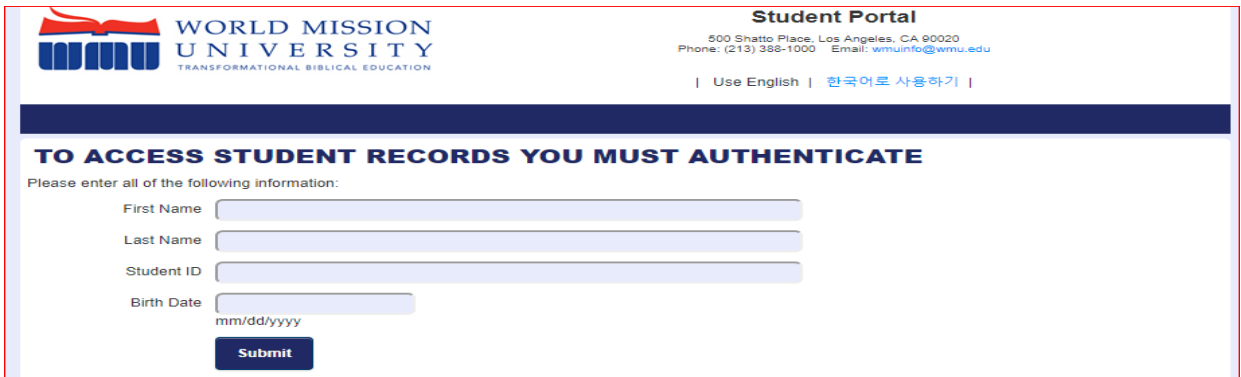 WORLD MISSION
UNIVERSITY
TRANSFORMATIONAL BIBLICAL EDUCATION
wmu
Student Portal
500 Shatto Place, Los Angeles, CA 90020
Phone: (213) 388-1000 Email: wmuinfo@wmu.edu
| Use English | 한국어로 사용하기 |
TO ACCESS STUDENT RECORDS YOU MUST AUTHENTICATE
Please enter all of the following information:
First Name
Last Name
Student ID
Birth Date
mm/dd/yyyy
Submit